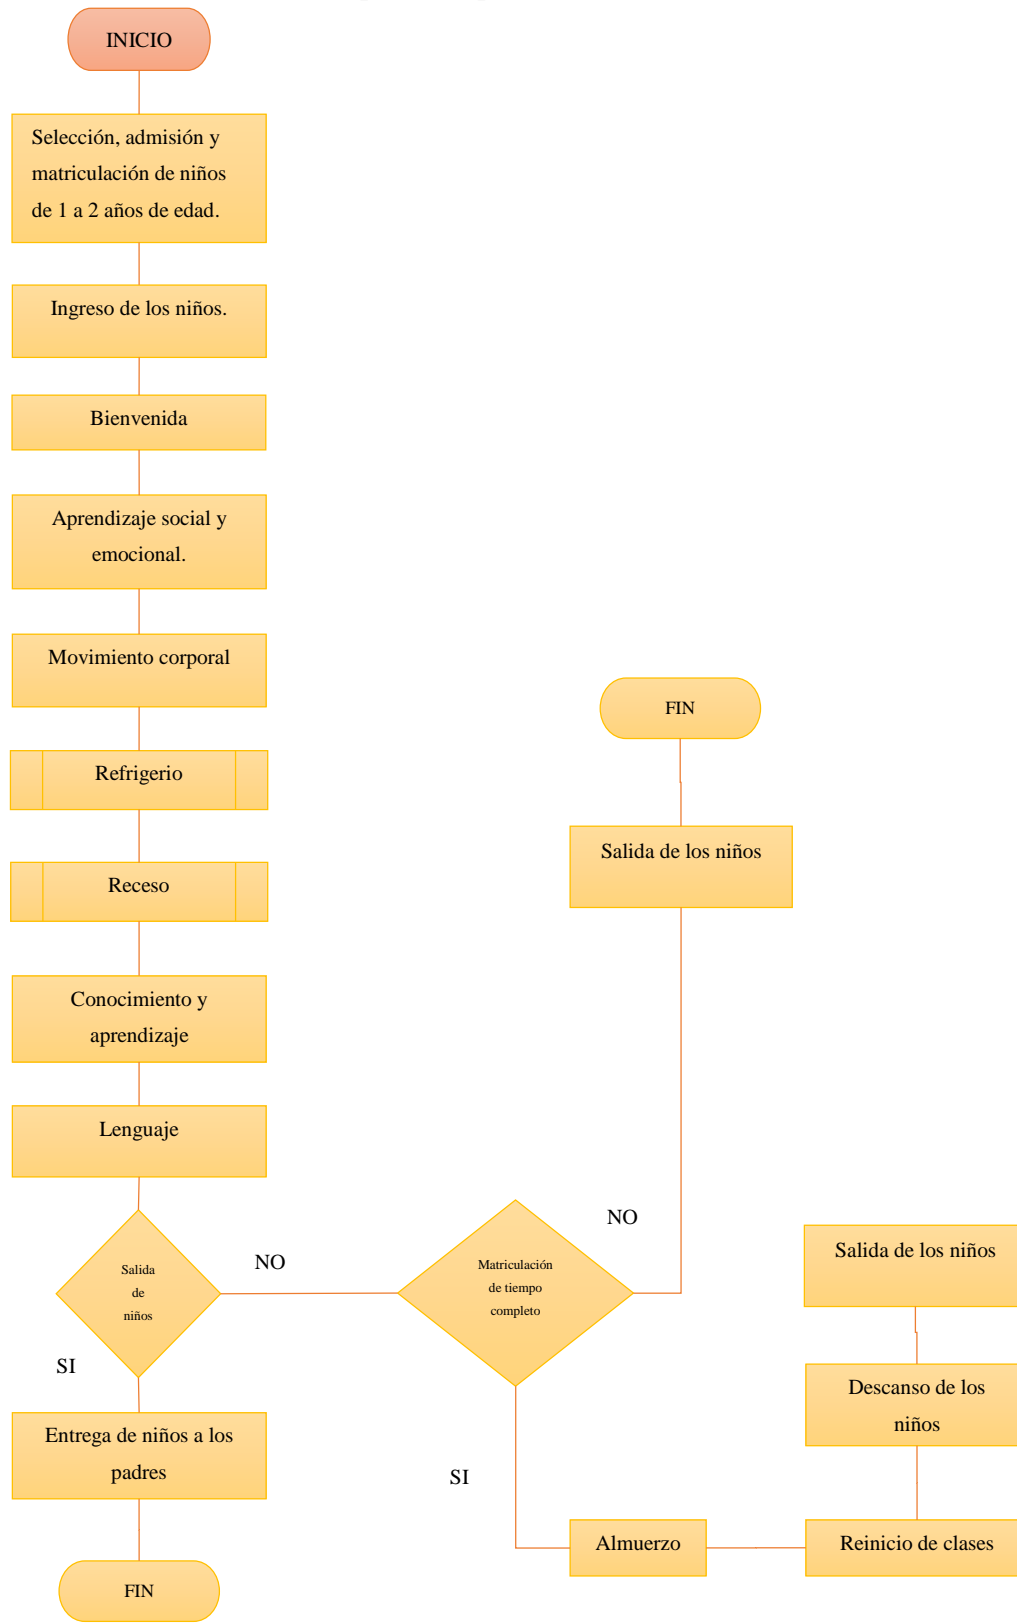 INICIO
Selección, admisión y
matriculación de niños
de 1 a 2 años de edad.
Ingreso de los niños.
Bienvenida
Aprendizaje social y
emocional.
Movimiento corporal
Refrigerio
Receso
Conocimiento y
aprendizaje
Lenguaje
Salida
de
niños
NO
SI
Entrega de niños a los
padres
FIN
Matriculación
de tiempo
completo
NO
Salida de los niños
FIN
SI
Almuerzo
Reinicio de clases
Descanso de los
niños
Salida de los niños